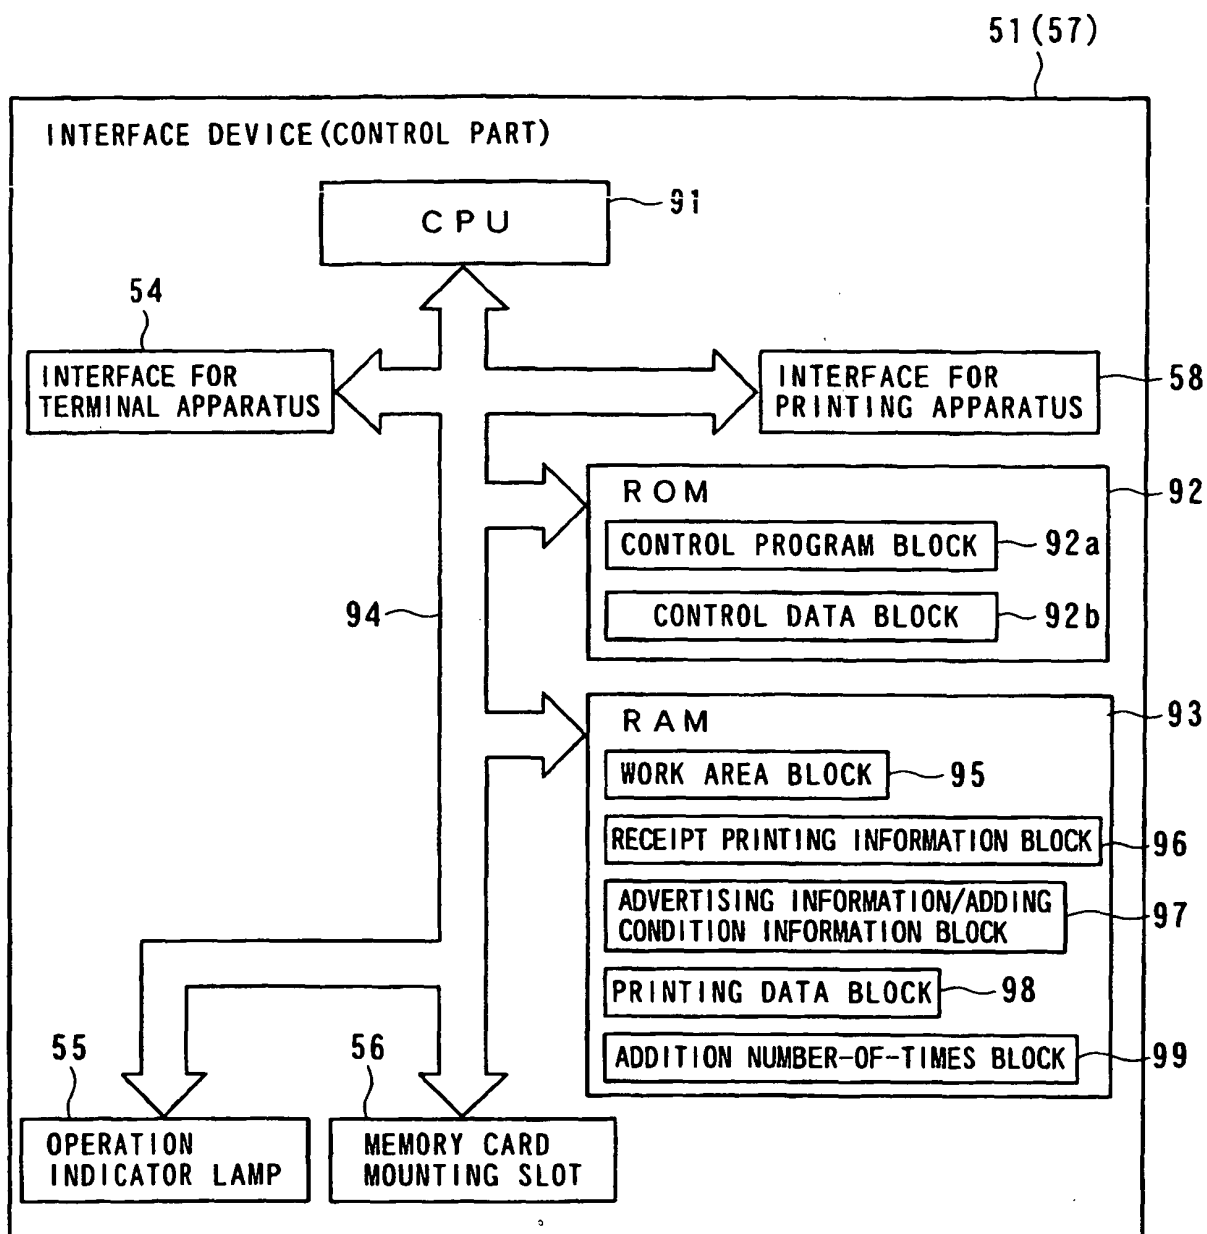 51(57)
INTERFACE DEVICE(CONTROL PART)
CPU
91
54
INTERFACE FOR
TERMINAL APPARATUS
INTERFACE FOR
PRINTING APPARATUS
58
ROM
92
CONTROL PROGRAM BLOCK
92a
CONTROL DATA BLOCK
92b
94
RAM
93
WORK AREA BLOCK
95
RECEIPT PRINTING INFORMATION BLOCK
96
ADVERTISING INFORMATION/ADDING
CONDITION INFORMATION BLOCK
97
PRINTING DATA BLOCK
98
ADDITION NUMBER-OF-TIMES BLOCK
99
55
OPERATION
INDICATOR LAMP
56
MEMORY CARD
MOUNTING SLOT